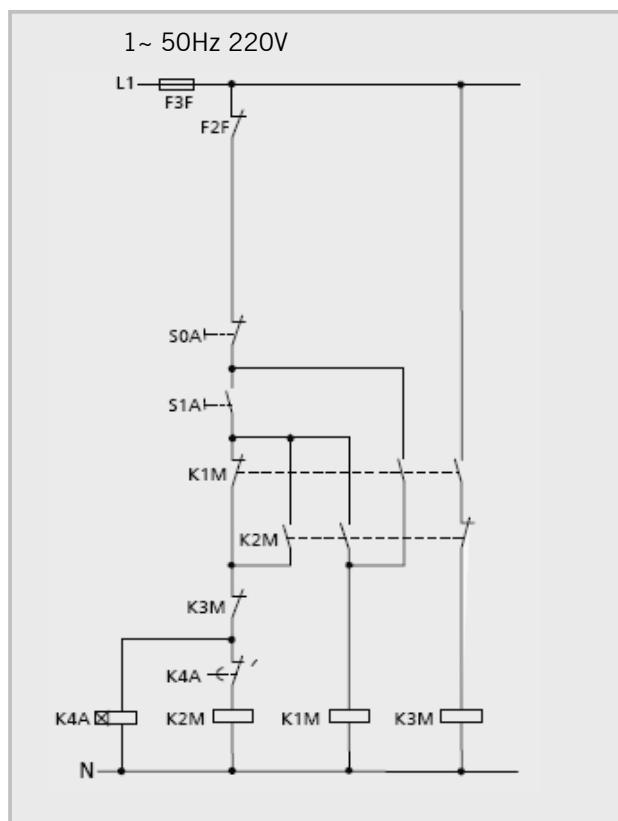 1~ 50Hz 220V
L1
F3F
F2F
S0A
S1A
K1M
K2M
K3M
K4A
K4A K2M K1M K3M
N